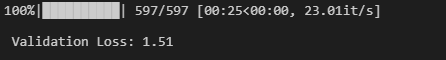 100%|██████████| 597/597 [00:25<00:00, 23.01it/s]
Validation Loss: 1.51